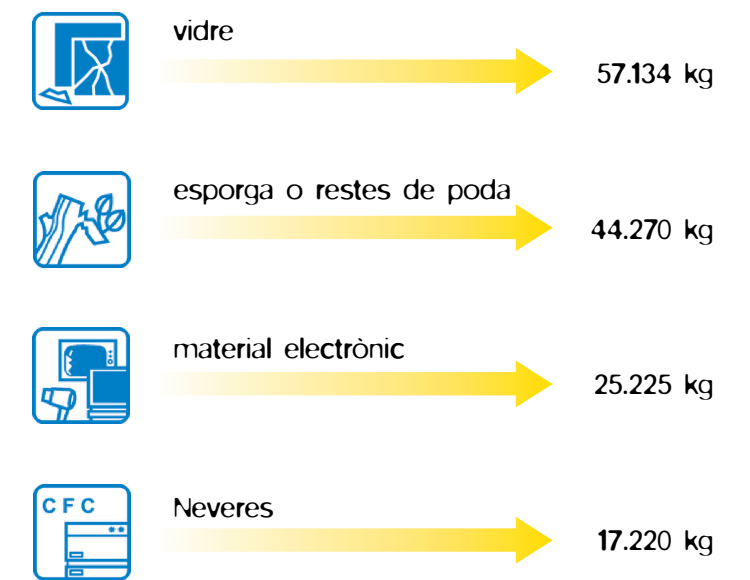 vidre
57.134 kg
esporga o restes de poda
44.270 kg
material electrònic
25.225 kg
CFC
Neveres
17.220 kg